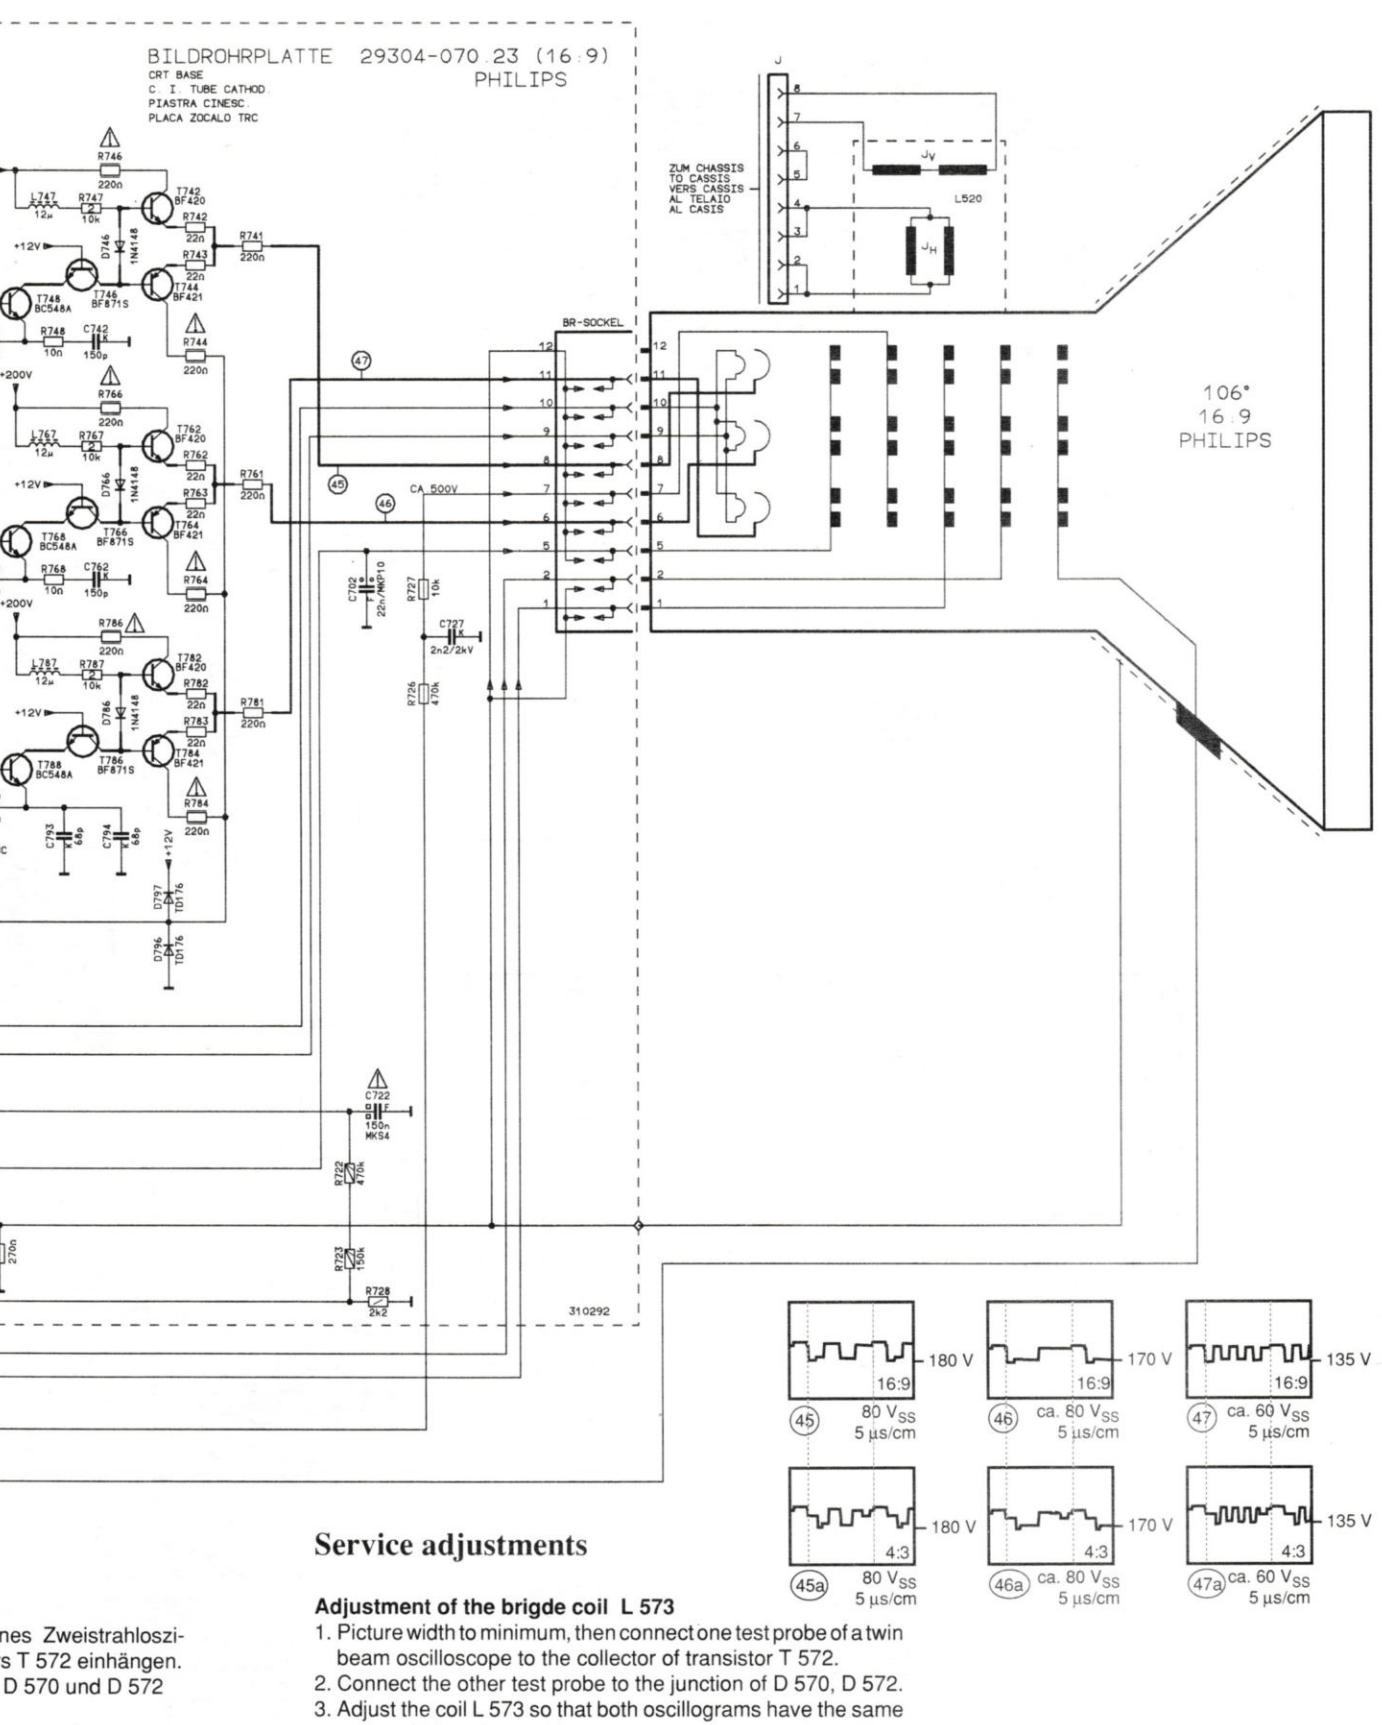 BILDROHRPLATTE 29304-070.23 (16:9)
PHILIPS
CRT BASE
C. I. TUBE CATHOD.
PIASTRA CINESC.
PLACA ZOCALO TRC
R746
220n
L747
12µ
R747
2
10k
T742
BF420
R742
22n
D746
1N4148
+12V
R743
22n
R741
220n
T744
BF421
T746
BF871S
T748
BC548A
R748
10n
C742
K
150p
R744
220n
+200V
R766
220n
L767
12µ
R767
2
10k
T762
BF420
R762
22n
D766
1N4148
+12V
R763
22n
R761
220n
T764
BF421
T766
BF871S
T768
BC548A
R768
10n
C762
K
150p
R764
220n
+200V
R786
220n
L787
12µ
R787
2
10k
T782
BF420
R782
22n
D786
1N4148
+12V
R783
22n
R781
220n
T784
BF421
T786
BF871S
T788
BC548A
R784
220n
C793
K
68p
C794
K
68p
C
+12V
D797
TD176
D796
TD176
47
45
46
CA.500V
C702
F
22n/MKP10
R727
10k
C727
K
2n2/2kV
R726
470k
BR-SOCKEL
12
11
10
9
8
7
6
5
2
1
12
11
10
9
8
7
6
5
2
1
J
8
7
6
5
4
3
2
1
ZUM CHASSIS
TO CASSIS
VERS CASSIS
AL TELAIO
AL CASIS
JV
L520
JH
106°
16:9
PHILIPS
C722
F
150n
MKS4
R722
470k
R723
150k
R728
2k2
270n
310292
180 V
16:9
45
80 VSS
5 µs/cm
170 V
16:9
46
ca. 80 VSS
5 µs/cm
135 V
16:9
47
ca. 60 VSS
5 µs/cm
180 V
4:3
45a
80 VSS
5 µs/cm
170 V
4:3
46a
ca. 80 VSS
5 µs/cm
135 V
4:3
47a
ca. 60 VSS
5 µs/cm
nes Zweistrahloszi-
s T 572 einhängen.
D 570 und D 572
Service adjustments
Adjustment of the brigde coil L 573
1. Picture width to minimum, then connect one test probe of a twin
beam oscilloscope to the collector of transistor T 572.
2. Connect the other test probe to the junction of D 570, D 572.
3. Adjust the coil L 573 so that both oscillograms have the same